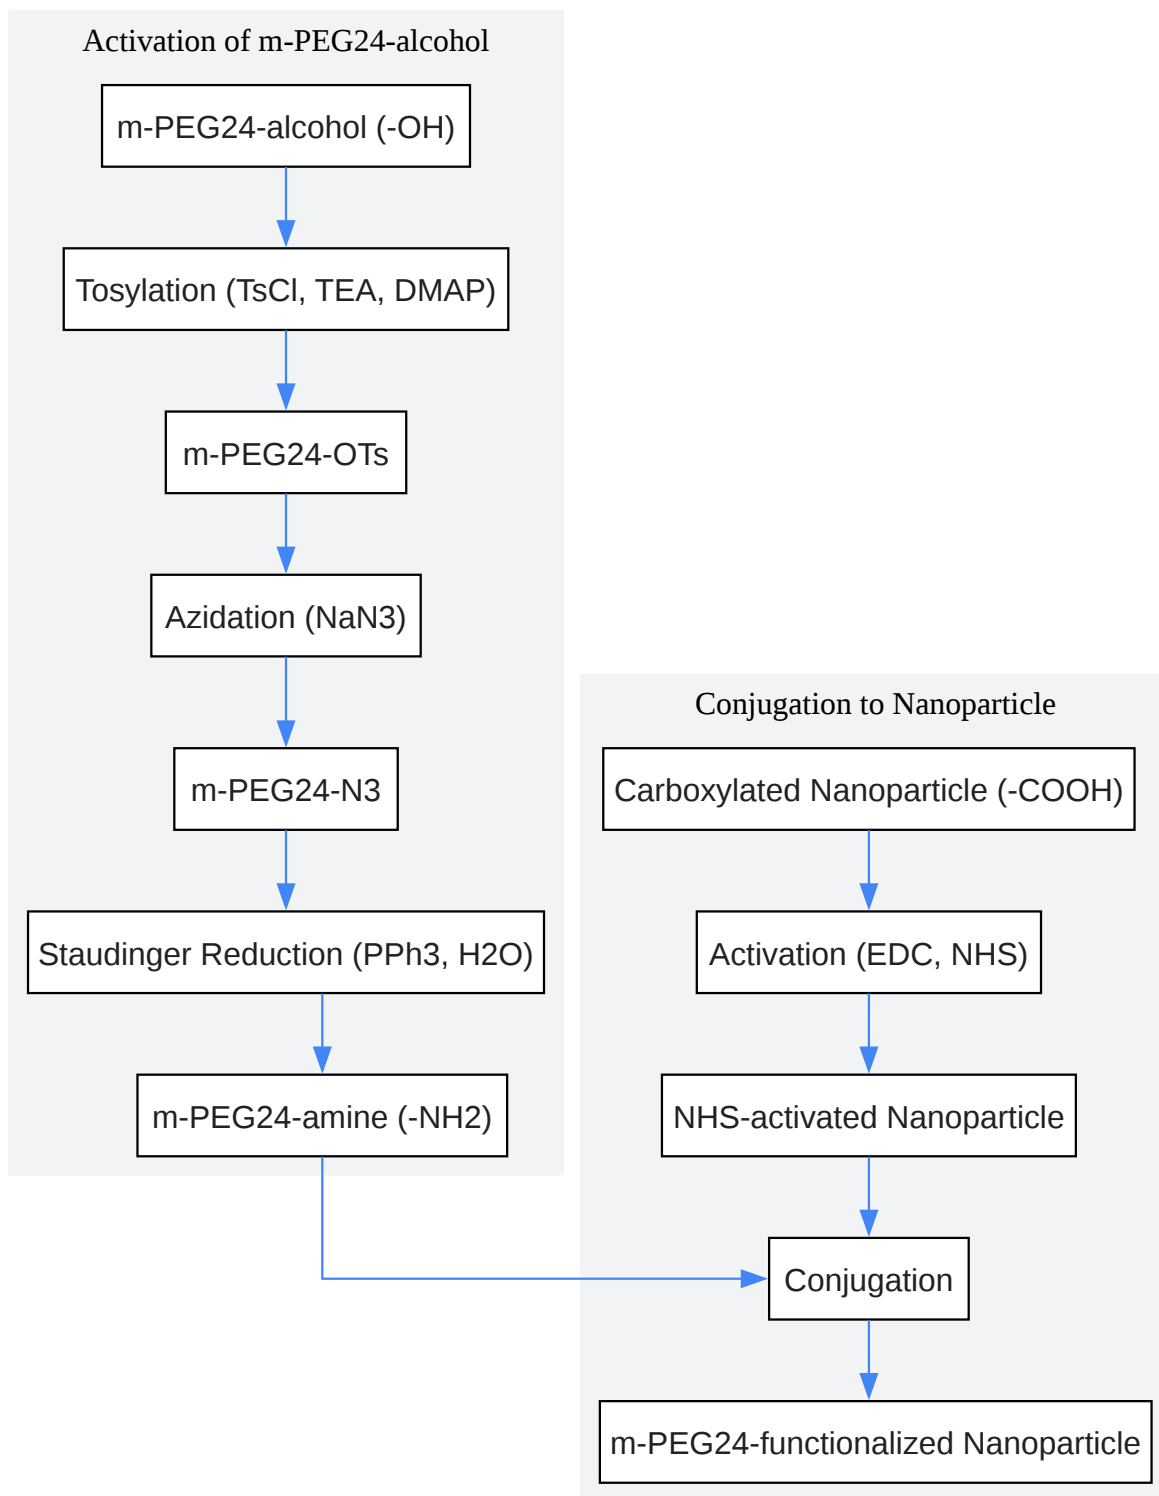 Activation of m-PEG24-alcohol
m-PEG24-alcohol (-OH)
Tosylation (TsCl, TEA, DMAP)
m-PEG24-OTs
Azidation (NaN3)
m-PEG24-N3
Staudinger Reduction (PPh3, H2O)
m-PEG24-amine (-NH2)
Conjugation to Nanoparticle
Carboxylated Nanoparticle (-COOH)
Activation (EDC, NHS)
NHS-activated Nanoparticle
Conjugation
m-PEG24-functionalized Nanoparticle